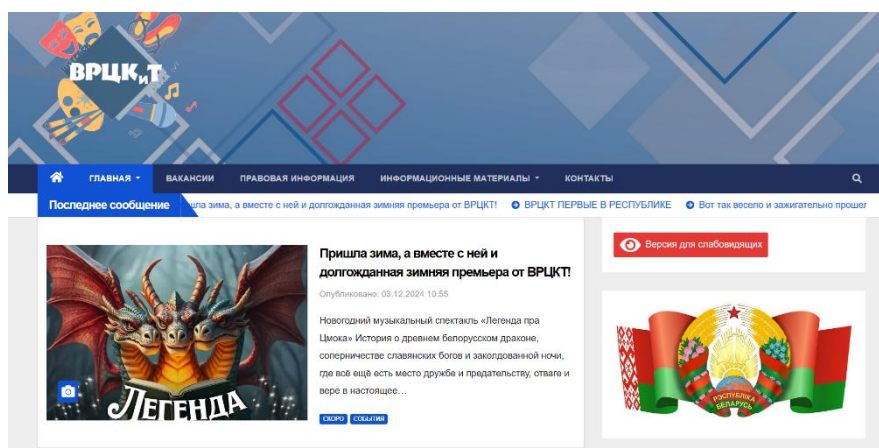 ВРЦКиТ
ГЛАВНАЯ ВАКАНСИИ ПРАВОВАЯ ИНФОРМАЦИЯ ИНФОРМАЦИОННЫЕ МАТЕРИАЛЫ КОНТАКТЫ
Последнее сообщение зима, а вместе с ней и долгожданная зимняя премьера от ВРЦКТ! ВРЦКТ ПЕРВЫЕ В РЕСПУБЛИКЕ Вот так весело и зажигательно прошел
Пришла зима, а вместе с ней и
долгожданная зимняя премьера от ВРЦКТ!
Опубликовано: 03.12.2024 10:55
Новогодний музыкальный спектакль «Легенда пра
Цмока» История о древнем белорусском драконе,
соперничестве славянских богов и заколдованной ночи,
где всё ещё есть место дружбе и предательству, отваге и
вере в настоящее…
СКОРО СОБЫТИЯ
ЛЕГЕНДА
Версия для слабовидящих
РЭСПУБЛІКА
БЕЛАРУСЬ